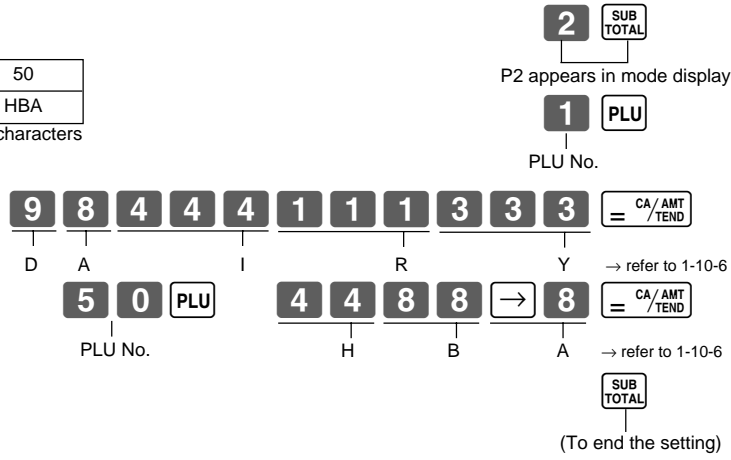 2 SUB TOTAL
P2 appears in mode display
50
HBA
characters
1 PLU
PLU No.
9 8 4 4 4 1 1 1 3 3 3 = CA/AMT/TEND
D A I R Y → refer to 1-10-6
5 0 PLU 4 4 8 8 → 8 = CA/AMT/TEND
PLU No. H B A → refer to 1-10-6
SUB TOTAL
(To end the setting)